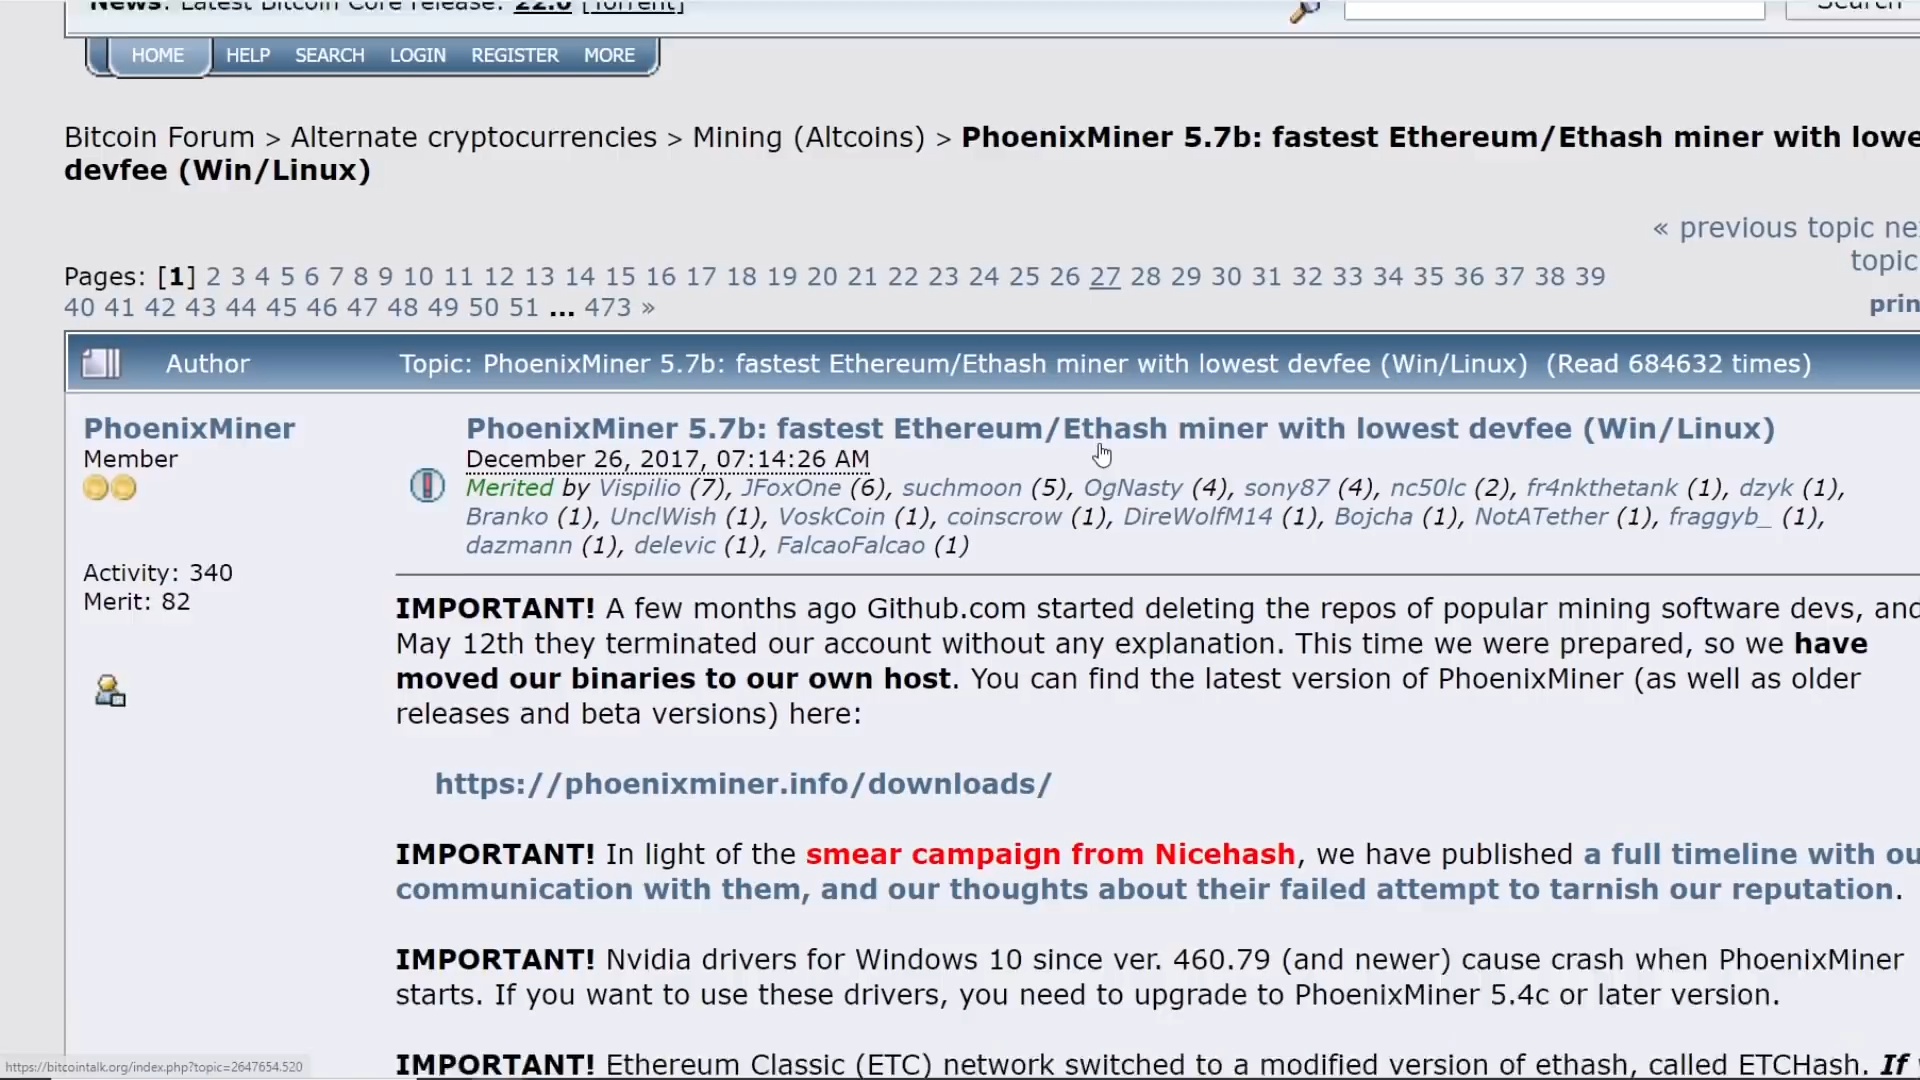 News: Latest Bitcoin Core release: 22.0 [Torrent]
Search
HOME HELP SEARCH LOGIN REGISTER MORE
Bitcoin Forum > Alternate cryptocurrencies > Mining (Altcoins) > PhoenixMiner 5.7b: fastest Ethereum/Ethash miner with lowe
devfee (Win/Linux)
« previous topic ne
topic
prin
Pages: [1] 2 3 4 5 6 7 8 9 10 11 12 13 14 15 16 17 18 19 20 21 22 23 24 25 26 27 28 29 30 31 32 33 34 35 36 37 38 39
40 41 42 43 44 45 46 47 48 49 50 51 ... 473 »
Author Topic: PhoenixMiner 5.7b: fastest Ethereum/Ethash miner with lowest devfee (Win/Linux) (Read 684632 times)
PhoenixMiner
Member
Activity: 340
Merit: 82
PhoenixMiner 5.7b: fastest Ethereum/Ethash miner with lowest devfee (Win/Linux)
December 26, 2017, 07:14:26 AM
Merited by Vispilio (7), JFoxOne (6), suchmoon (5), OgNasty (4), sony87 (4), nc50lc (2), fr4nkthetank (1), dzyk (1),
Branko (1), UnclWish (1), VoskCoin (1), coinscrow (1), DireWolfM14 (1), Bojcha (1), NotATether (1), fraggyb_ (1),
dazmann (1), delevic (1), FalcaoFalcao (1)
IMPORTANT! A few months ago Github.com started deleting the repos of popular mining software devs, and
May 12th they terminated our account without any explanation. This time we were prepared, so we have
moved our binaries to our own host. You can find the latest version of PhoenixMiner (as well as older
releases and beta versions) here:
https://phoenixminer.info/downloads/
IMPORTANT! In light of the smear campaign from Nicehash, we have published a full timeline with ou
communication with them, and our thoughts about their failed attempt to tarnish our reputation.
IMPORTANT! Nvidia drivers for Windows 10 since ver. 460.79 (and newer) cause crash when PhoenixMiner
starts. If you want to use these drivers, you need to upgrade to PhoenixMiner 5.4c or later version.
IMPORTANT! Ethereum Classic (ETC) network switched to a modified version of ethash, called ETCHash. If
https://bitcointalk.org/index.php?topic=2647654.520